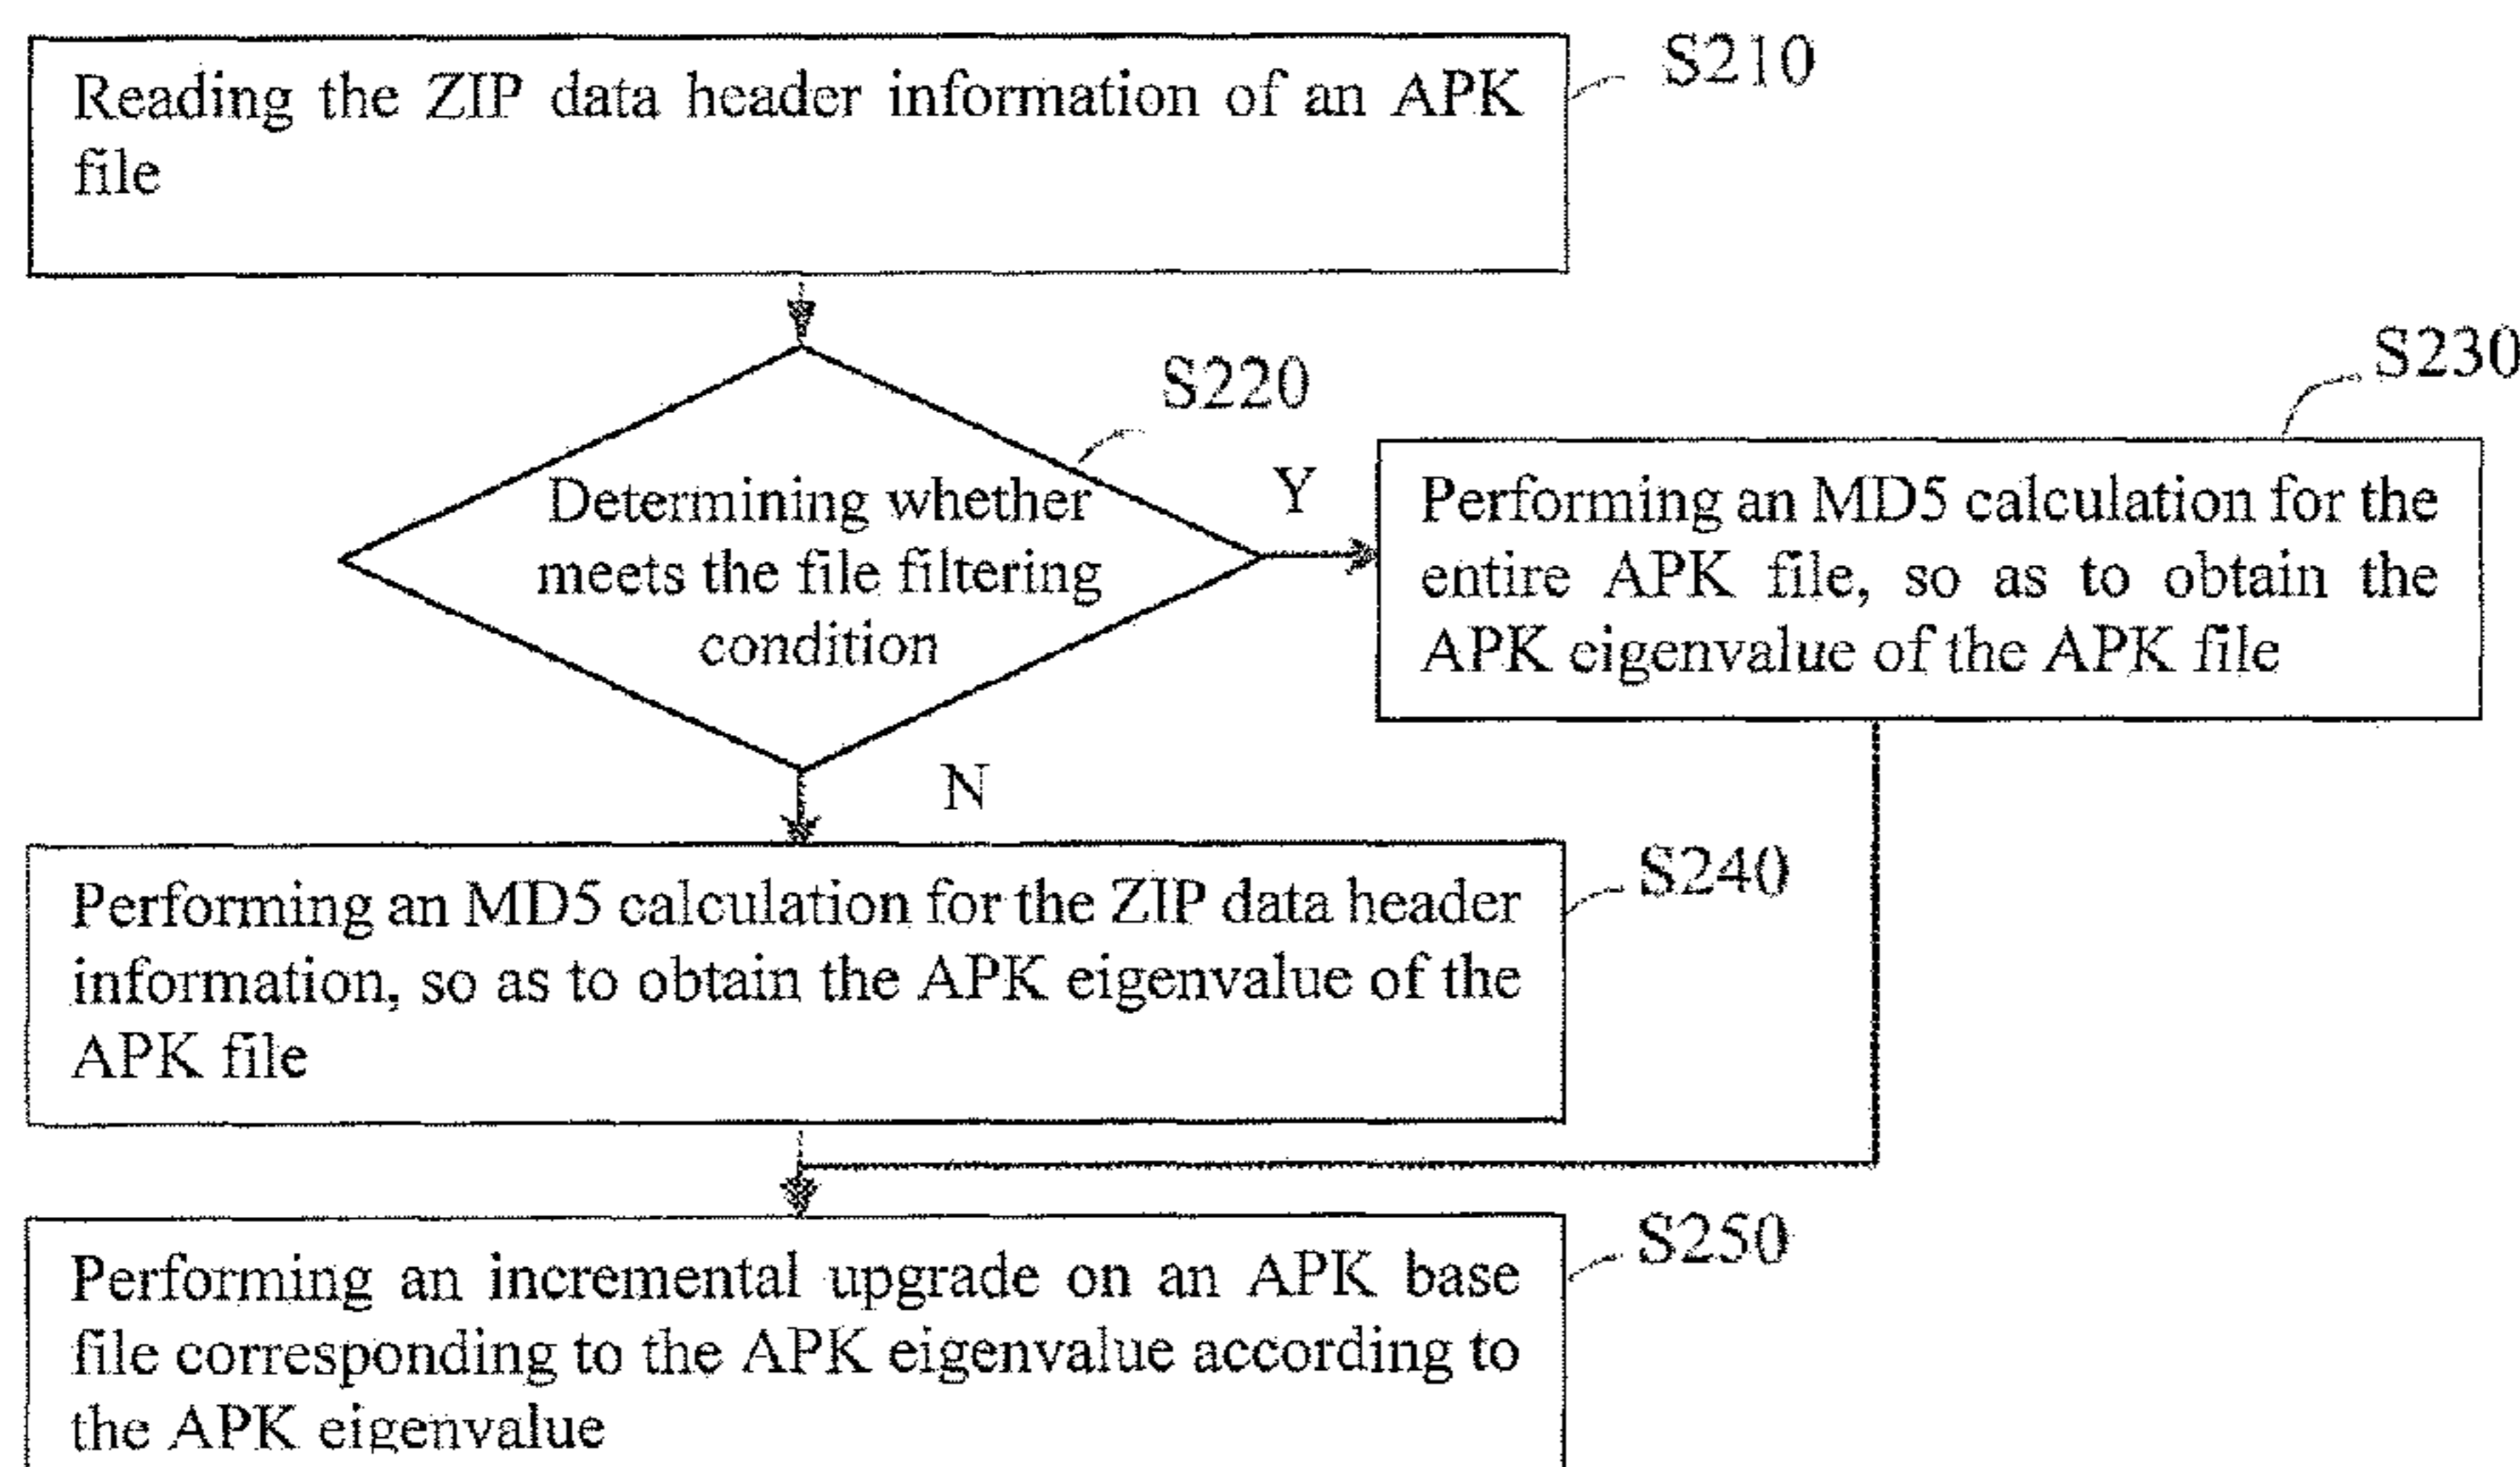 Reading the ZIP data header information of an APK
file
S210
S220
Determining whether
meets the file filtering
condition
Y
N
S230
Performing an MD5 calculation for the
entire APK file, so as to obtain the
APK eigenvalue of the APK file
S240
Performing an MD5 calculation for the ZIP data header
information, so as to obtain the APK eigenvalue of the
APK file
S250
Performing an incremental upgrade on an APK base
file corresponding to the APK eigenvalue according to
the APK eigenvalue